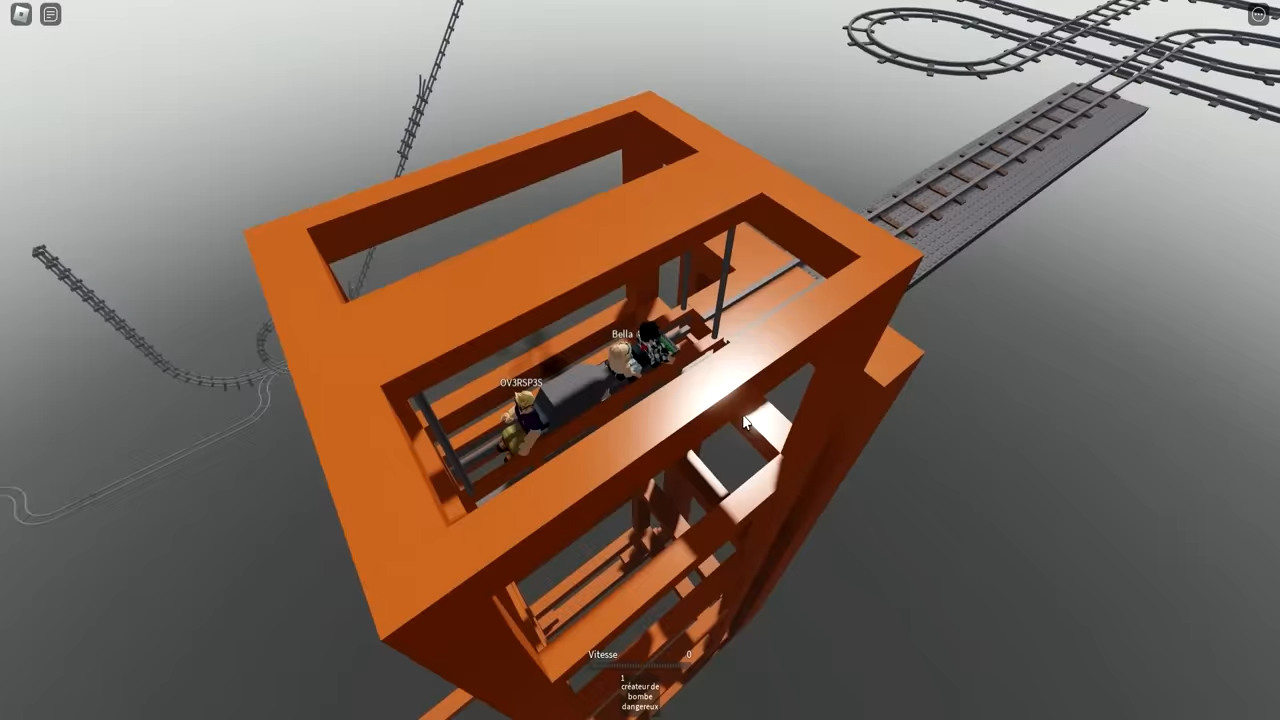 Bella
OV3RSP3S
Vitesse 0
1
créateur de
bombe
dangereux